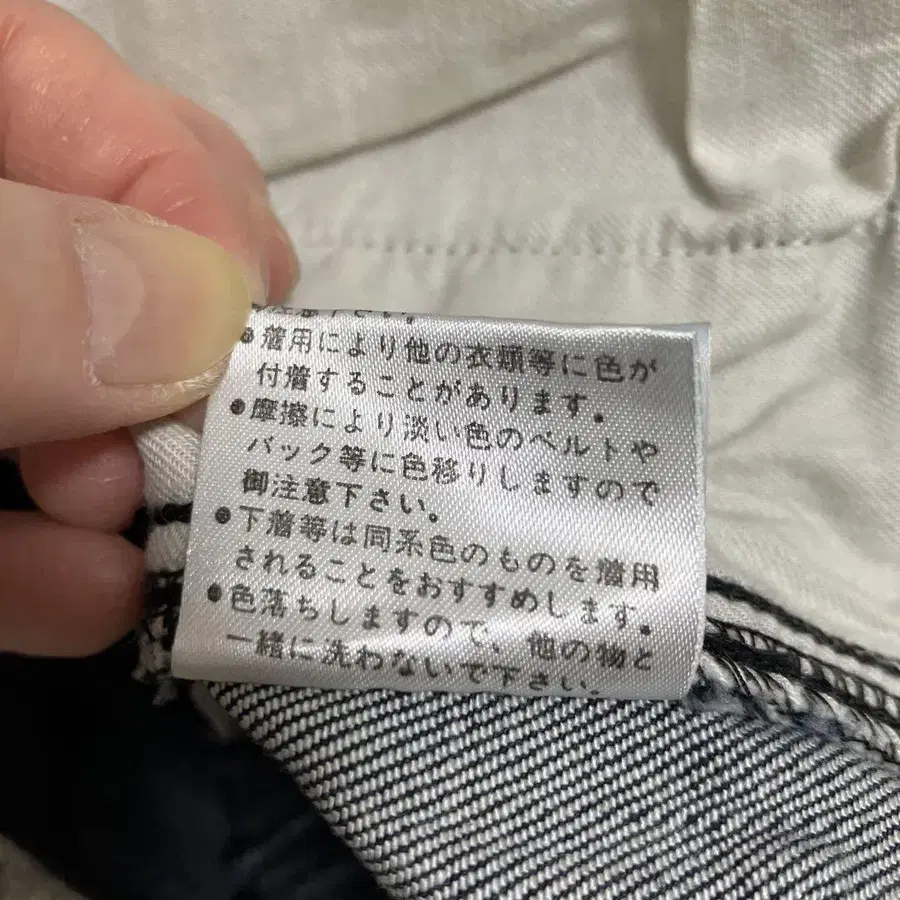 注意下さい。
●着用により他の衣類等に色が
付着することがあります。
●摩擦により淡い色のベルトや
バック等に色移りしますので
御注意下さい。
●下着等は同系色のものを着用
されることをおすすめします。
●色落ちしますので、他の物と
一緒に洗わないで下さい。